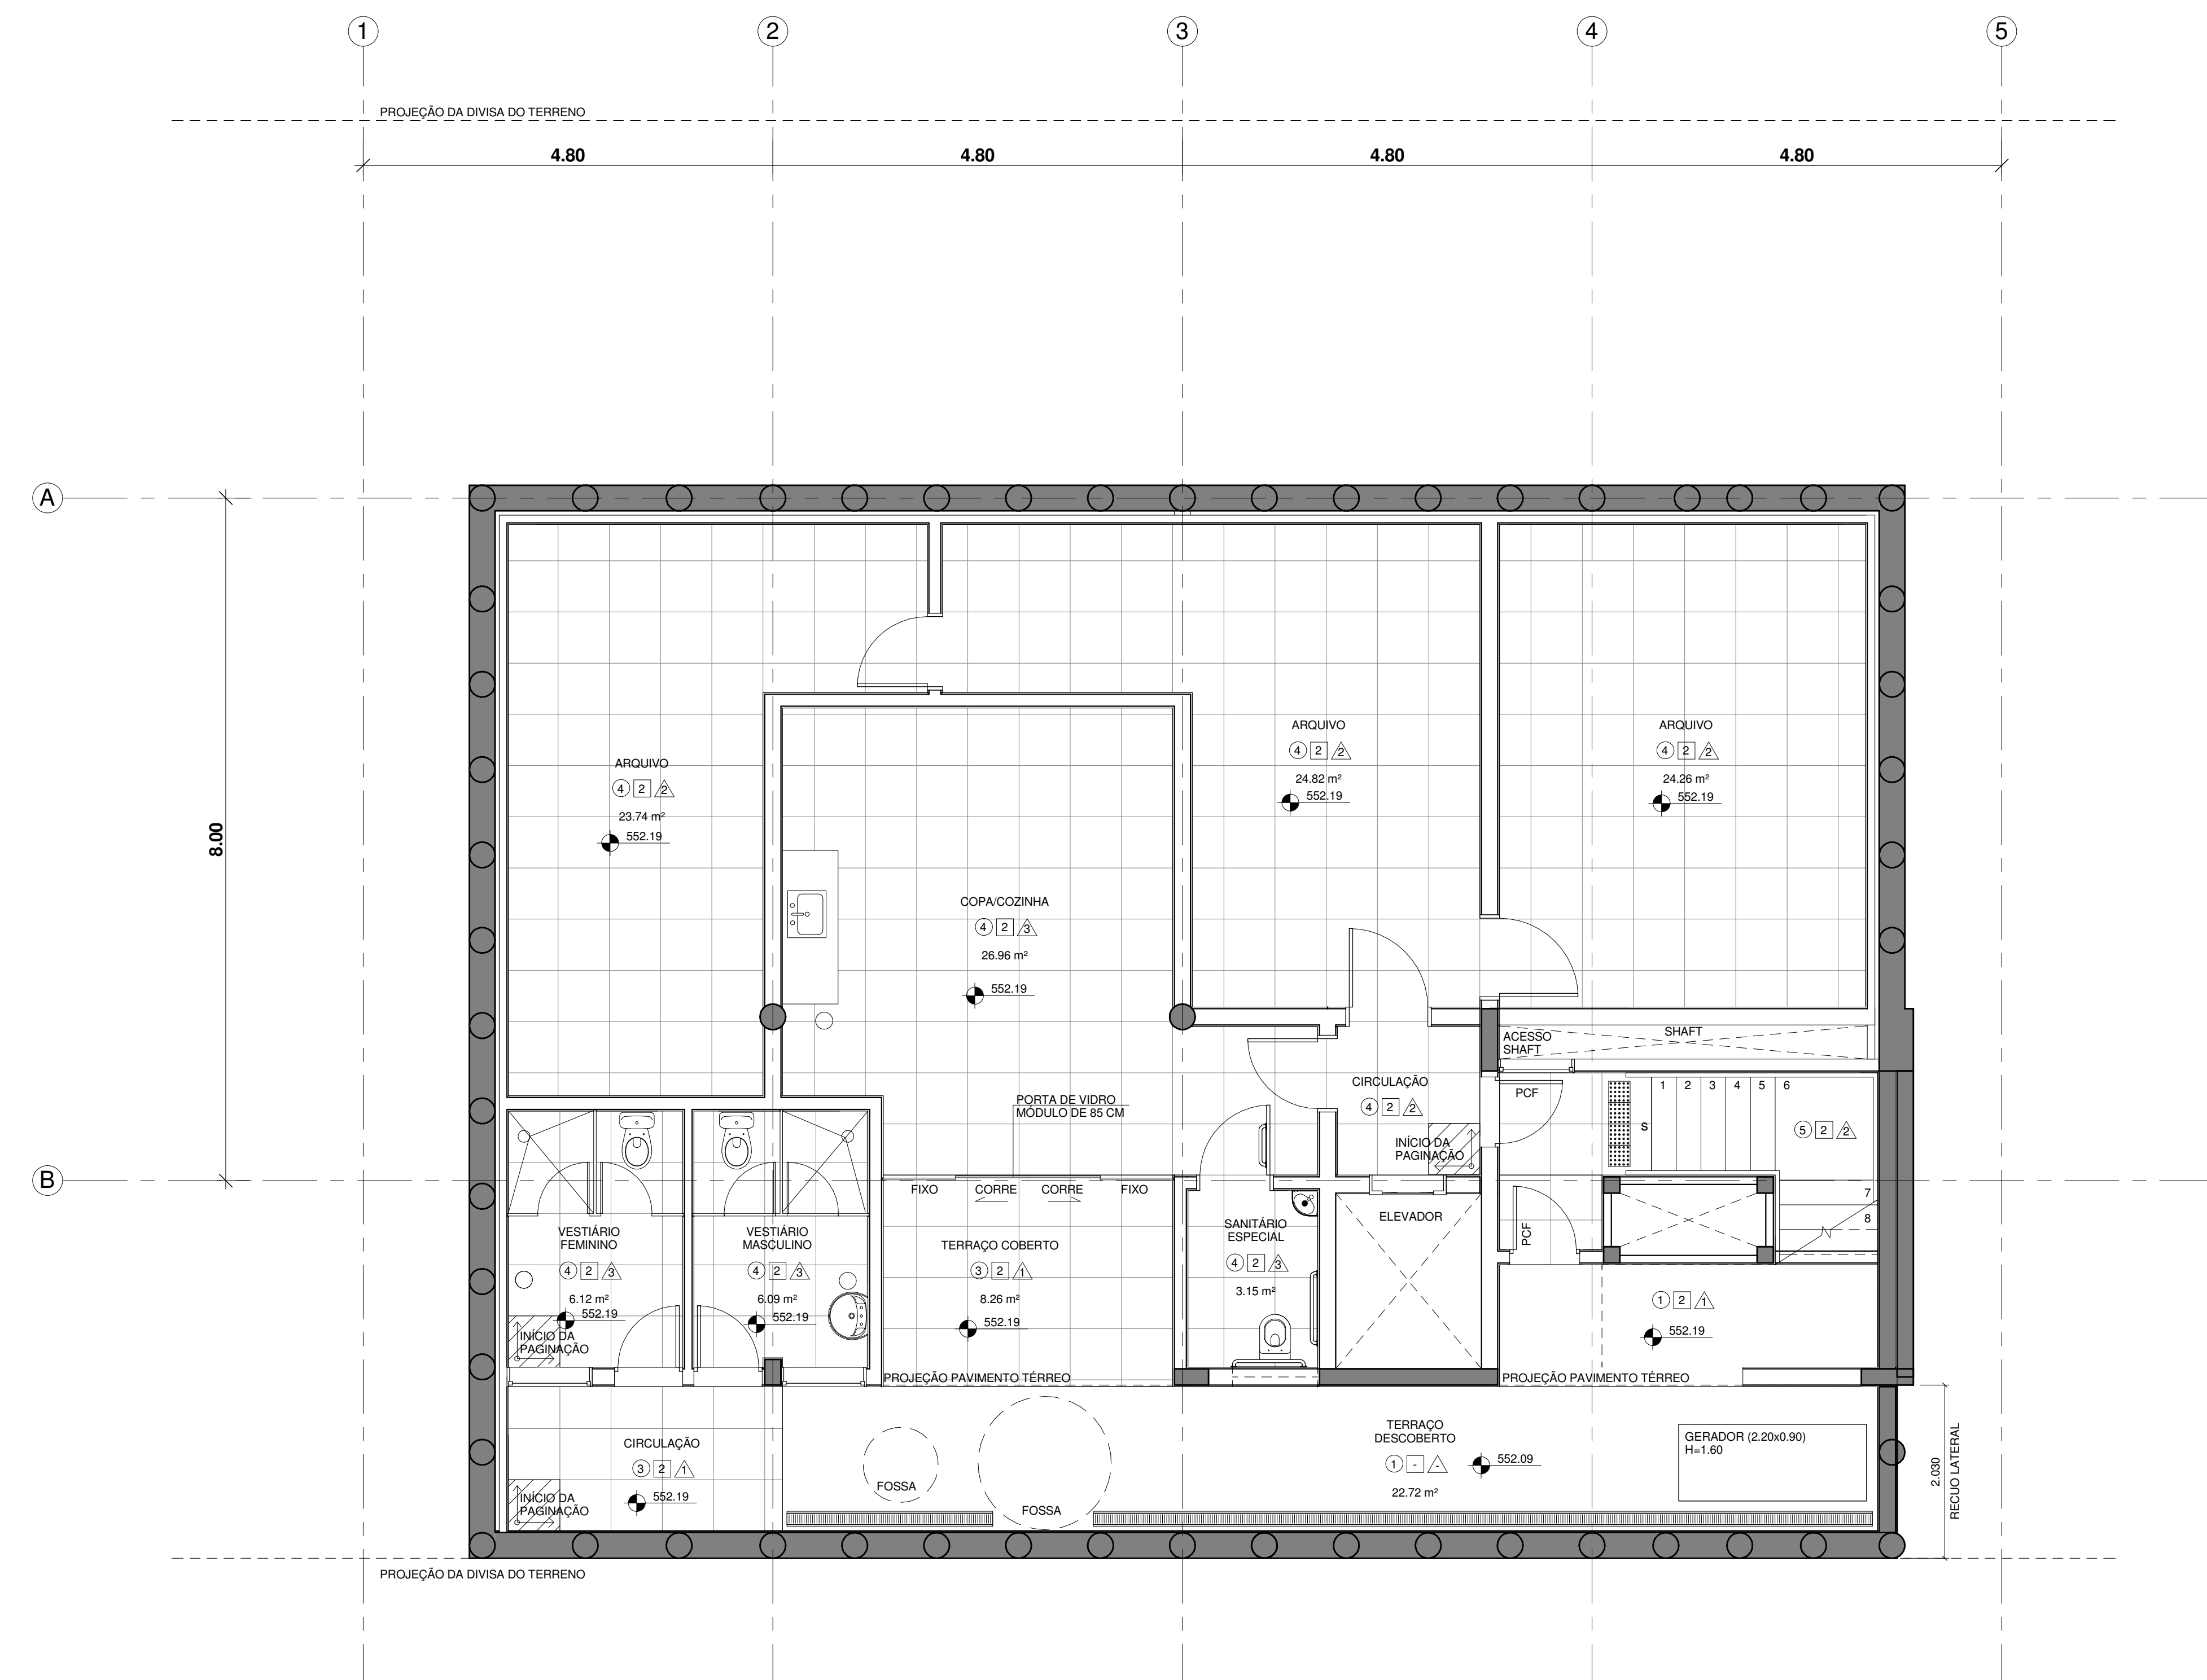 1
2
3
4
5
PROJEÇÃO DA DIVISA DO TERRENO
4.80
4.80
4.80
4.80
A
8.00
B
ARQUIVO
4 2 2
23.74 m²
552.19
ARQUIVO
4 2 2
24.82 m²
552.19
ARQUIVO
4 2 2
24.26 m²
552.19
COPA/COZINHA
4 2 3
26.96 m²
552.19
ACESSO
SHAFT
SHAFT
PORTA DE VIDRO
MÓDULO DE 85 CM
CIRCULAÇÃO
4 2 2
INÍCIO DA
PAGINAÇÃO
PCF
1
2
3
4
5
6
S
5 2 2
7
8
FIXO
CORRE
CORRE
FIXO
VESTIÁRIO
FEMININO
4 2 3
6.12 m²
552.19
INÍCIO DA
PAGINAÇÃO
VESTIÁRIO
MASCULINO
4 2 3
6.09 m²
552.19
TERRAÇO COBERTO
3 2 1
8.26 m²
552.19
SANITÁRIO
ESPECIAL
4 2 3
3.15 m²
ELEVADOR
PCF
1 2 1
552.19
PROJEÇÃO PAVIMENTO TÉRREO
PROJEÇÃO PAVIMENTO TÉRREO
CIRCULAÇÃO
3 2 1
552.19
INÍCIO DA
PAGINAÇÃO
FOSSA
FOSSA
TERRAÇO
DESCOBERTO
1 - -
552.09
22.72 m²
GERADOR (2.20x0.90)
H=1.60
2.030
RECUO LATERAL
PROJEÇÃO DA DIVISA DO TERRENO